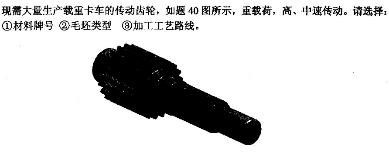 现需大量生产载重卡车的传动齿轮，如题 40 图所示，重载荷，高、中速传动。请选择：
①材料牌号 ②毛坯类型 ③加工工艺路线。